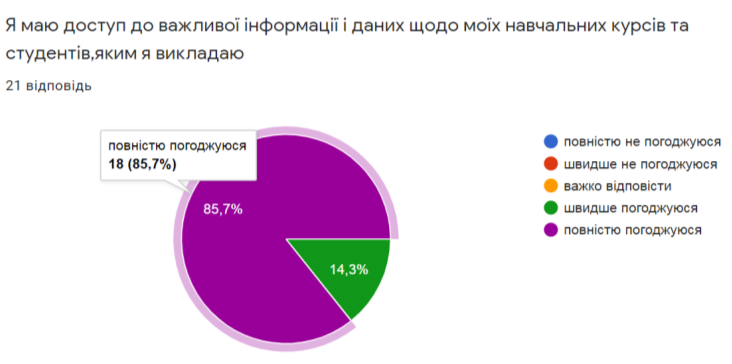 Я маю доступ до важливої інформації і даних щодо моїх навчальних курсів та
студентів,яким я викладаю
21 відповідь
повністю погоджуюся
18 (85,7%)
85,7%
14,3%
повністю не погоджуюся
швидше не погоджуюся
важко відповісти
швидше погоджуюся
повністю погоджуюся